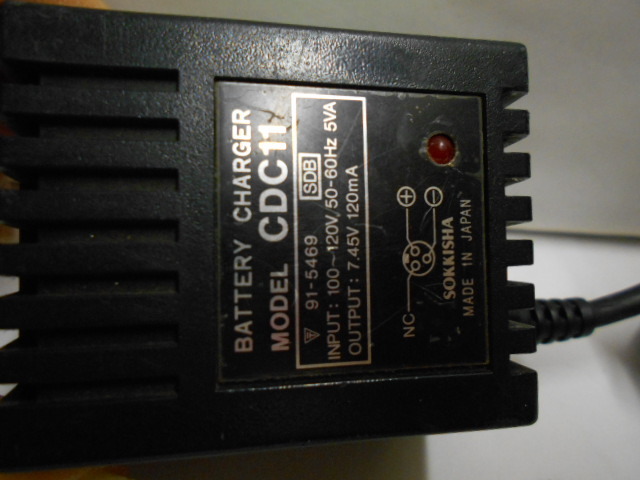 BATTERY CHARGER
MODEL CDC11
91-5469 SDB
INPUT : 100~120V/50-60Hz 5VA
OUTPUT : 7.45V 120mA
NC
SOKKISHA
MADE IN JAPAN